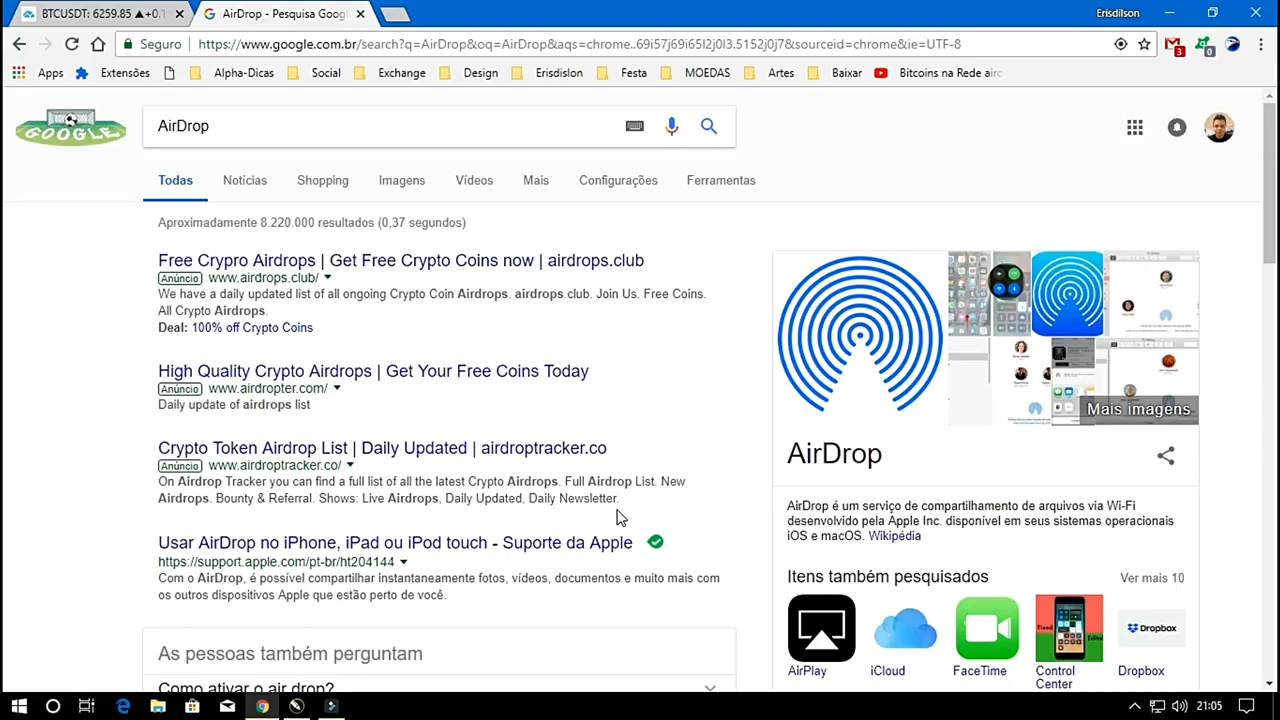 BTCUSDT: 6259.85 ▲+0.1
AirDrop - Pesquisa Goog
Erisdilson
Seguro
https://www.google.com.br/search?q=AirDrop&oq=AirDrop&aqs=chrome..69i57j69i65l2j0l3.5152j0j7&sourceid=chrome&ie=UTF-8
3
0
Apps
Extensões
Alpha-Dicas
Social
Exchange
Design
Erisdislon
Festa
MOEDAS
Artes
Baixar
Bitcoins na Rede airc
GOOGLE
AirDrop
Todas
Notícias
Shopping
Imagens
Vídeos
Mais
Configurações
Ferramentas
Aproximadamente 8.220.000 resultados (0,37 segundos)
Free Crypro Airdrops | Get Free Crypto Coins now | airdrops.club
Anúncio www.airdrops.club/
We have a daily updated list of all ongoing Crypto Coin Airdrops. airdrops.club. Join Us. Free Coins.
All Crypto Airdrops.
Deal: 100% off Crypto Coins
High Quality Crypto Airdrops | Get Your Free Coins Today
Anúncio www.airdropter.com/
Daily update of airdrops list
Crypto Token Airdrop List | Daily Updated | airdroptracker.co
Anúncio www.airdroptracker.co/
On Airdrop Tracker you can find a full list of all the latest Crypto Airdrops. Full Airdrop List. New
Airdrops. Bounty & Referral. Shows: Live Airdrops, Daily Updated, Daily Newsletter.
Usar AirDrop no iPhone, iPad ou iPod touch - Suporte da Apple
https://support.apple.com/pt-br/ht204144
Com o AirDrop, é possível compartilhar instantaneamente fotos, vídeos, documentos e muito mais com
os outros dispositivos Apple que estão perto de você.
As pessoas também perguntam
Como ativar o air drop?
Mais imagens
AirDrop
AirDrop é um serviço de compartilhamento de arquivos via Wi-Fi
desenvolvido pela Apple Inc. disponível em seus sistemas operacionais
iOS e macOS. Wikipédia
Itens também pesquisados
Ver mais 10
Dropbox
AirPlay
iCloud
FaceTime
Control
Center
Dropbox
21:05